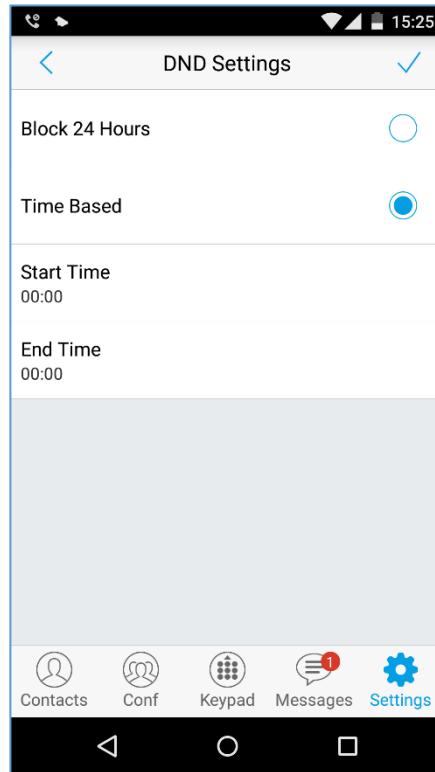 15:25
DND Settings
Block 24 Hours
Time Based
Start Time
00:00
End Time
00:00
1
Contacts Conf Keypad Messages Settings